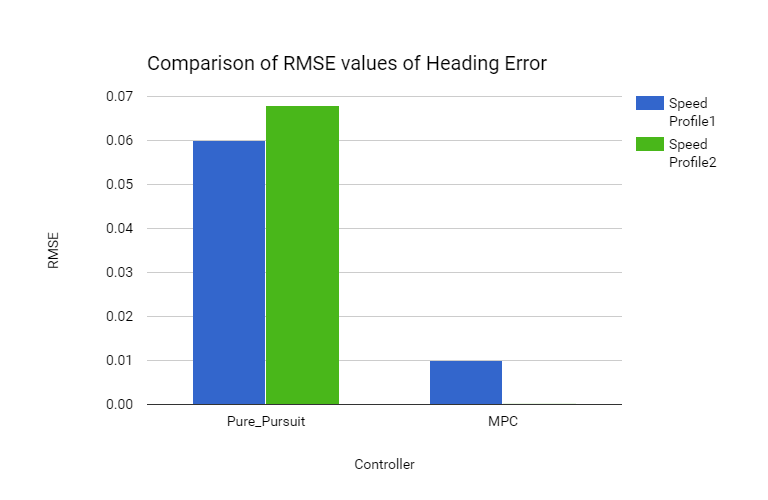 Comparison of RMSE values of Heading Error
0.07
0.06
0.05
0.04
0.03
0.02
0.01
0.00
RMSE
Pure_Pursuit
MPC
Controller
Speed
Profile1
Speed
Profile2